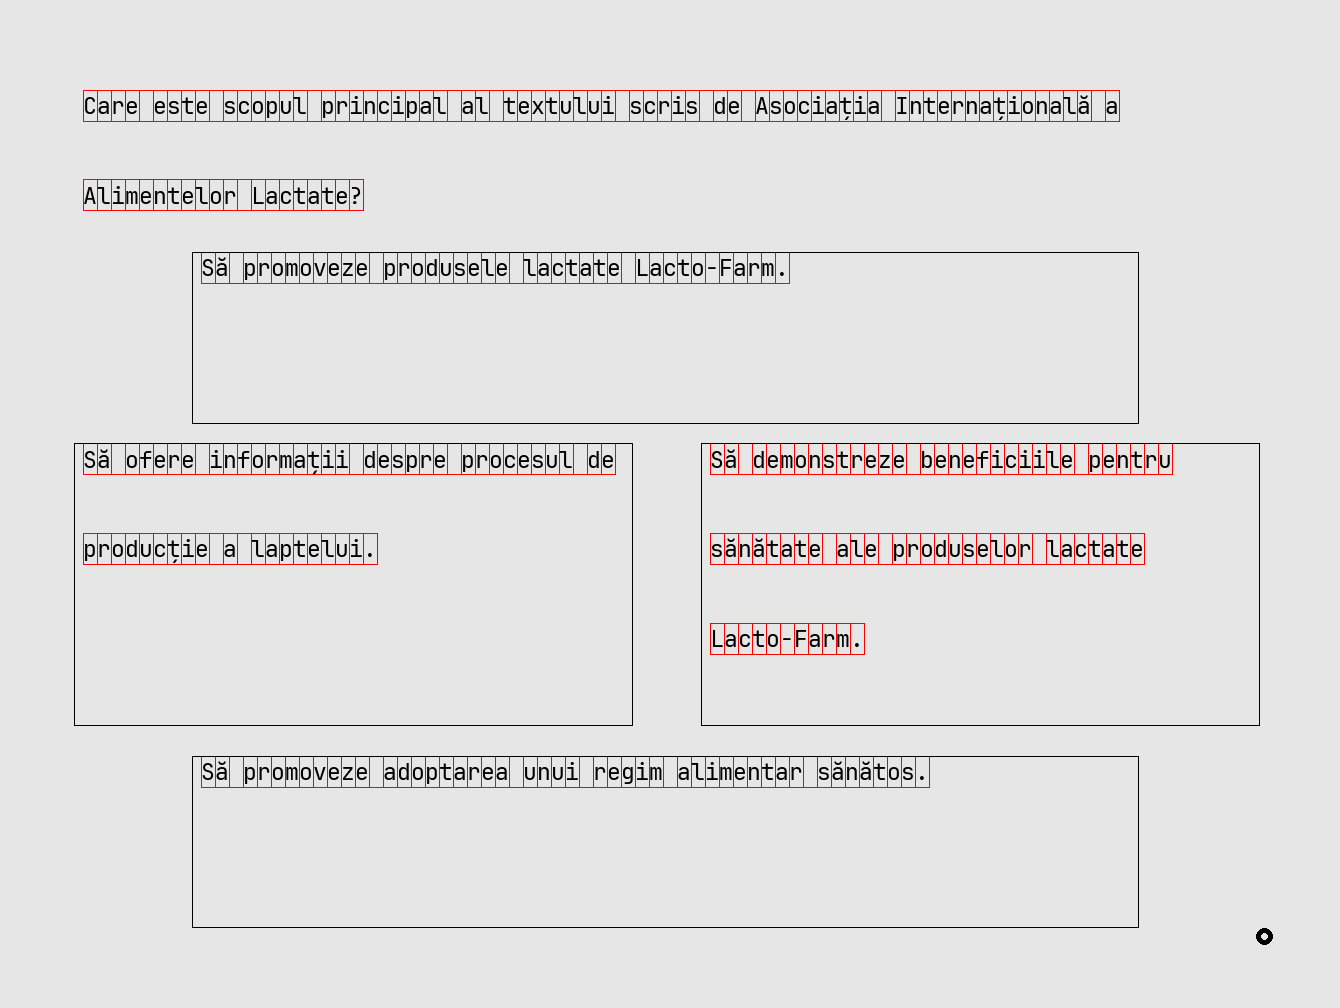 Care este scopul principal al textului scris de Asociația Internațională a
Alimentelor Lactate?
Să promoveze produsele lactate Lacto-Farm.
Să ofere informații despre procesul de
producție a laptelui.
Să demonstreze beneficiile pentru
sănătate ale produselor lactate
Lacto-Farm.
Să promoveze adoptarea unui regim alimentar sănătos.